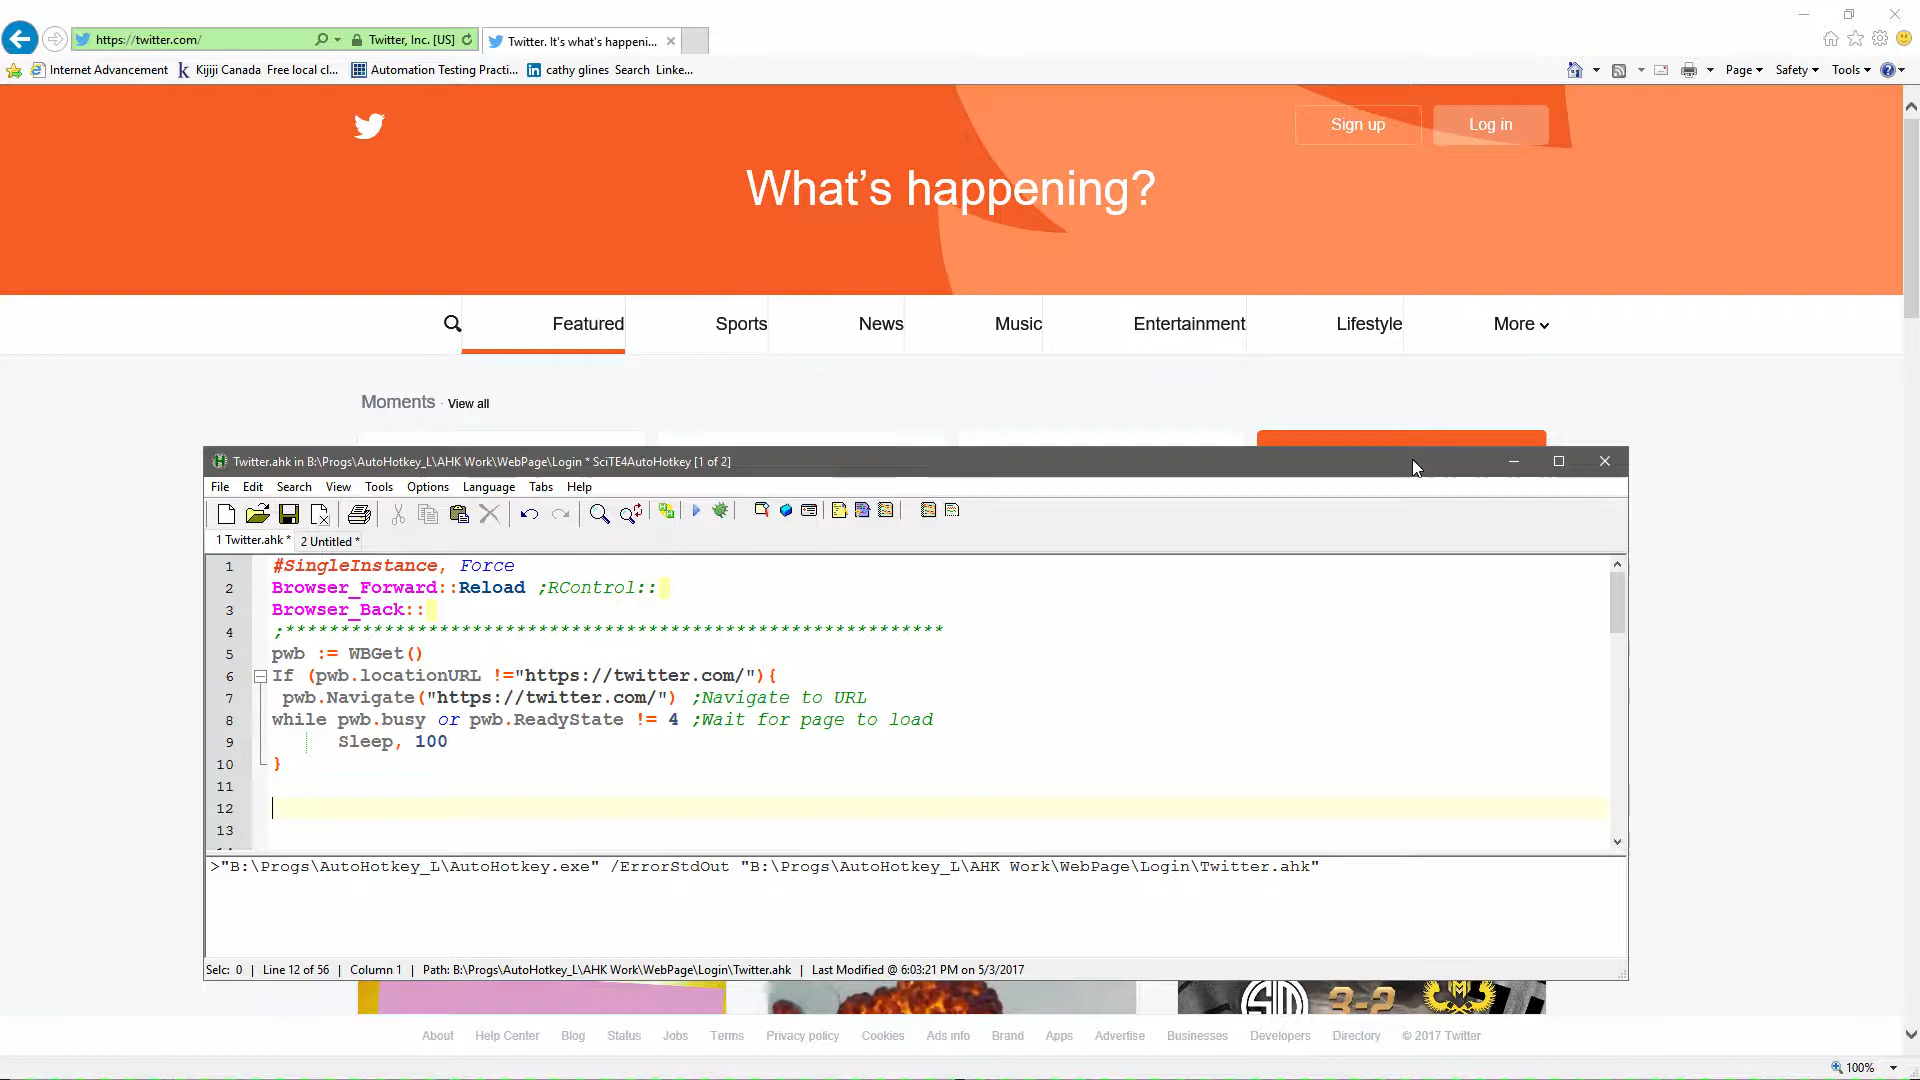 https://twitter.com/
Twitter, Inc. [US]
Twitter. It's what's happeni...
Internet Advancement
Kijiji Canada Free local cl...
Automation Testing Practi...
cathy glines Search Linke...
Page
Safety
Tools
Sign up
Log in
What's happening?
Featured
Sports
News
Music
Entertainment
Lifestyle
More
Moments · View all
Twitter.ahk in B:\Progs\AutoHotkey_L\AHK Work\WebPage\Login * SciTE4AutoHotkey [1 of 2]
File Edit Search View Tools Options Language Tabs Help
1 Twitter.ahk *
2 Untitled *
1 #SingleInstance, Force
2 Browser_Forward::Reload ;RControl::
3 Browser_Back::
4 ;************************************************************
5 pwb := WBGet()
6 If (pwb.locationURL !="https://twitter.com/"){
7 pwb.Navigate("https://twitter.com/") ;Navigate to URL
8 while pwb.busy or pwb.ReadyState != 4 ;Wait for page to load
9 Sleep, 100
10 }
11
12
13
>"B:\Progs\AutoHotkey_L\AutoHotkey.exe" /ErrorStdOut "B:\Progs\AutoHotkey_L\AHK Work\WebPage\Login\Twitter.ahk"
Selc: 0 | Line 12 of 56 | Column 1 | Path: B:\Progs\AutoHotkey_L\AHK Work\WebPage\Login\Twitter.ahk | Last Modified @ 6:03:21 PM on 5/3/2017
3-2
About Help Center Blog Status Jobs Terms Privacy policy Cookies Ads info Brand Apps Advertise Businesses Developers Directory © 2017 Twitter
100%